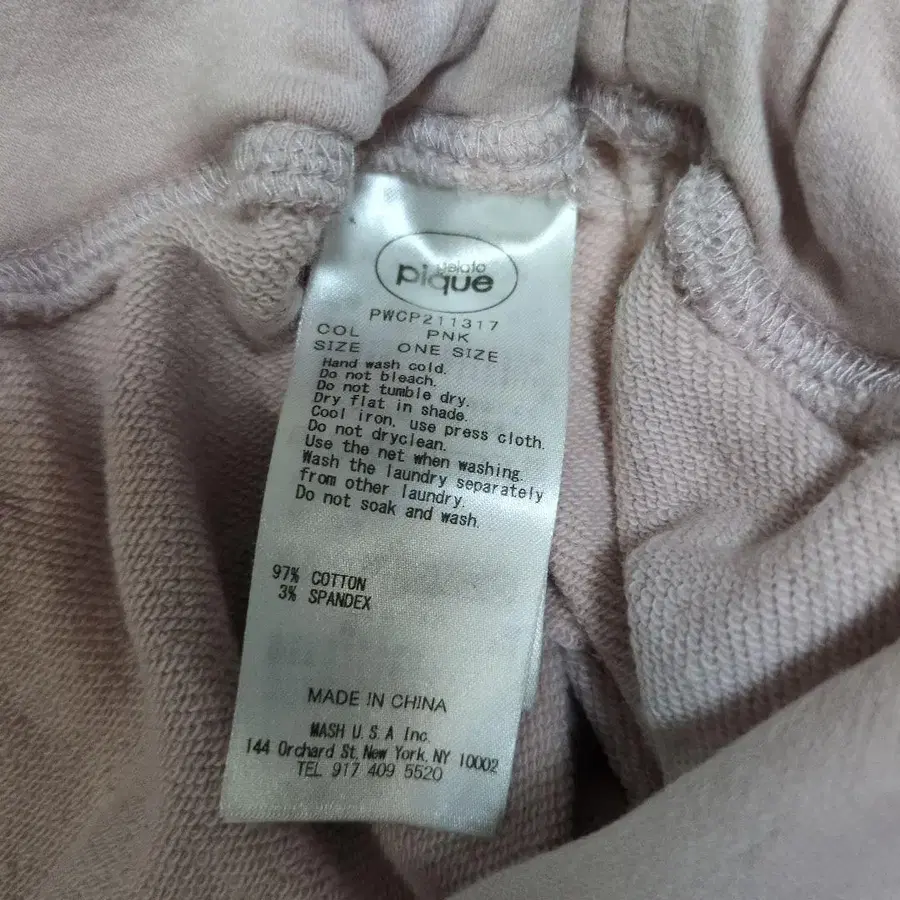 gelato
pique
PWCP211317
COL PNK
SIZE ONE SIZE
Hand wash cold.
Do not bleach.
Do not tumble dry.
Dry flat in shade.
Cool iron, use press cloth.
Do not dryclean.
Use the net when washing.
Wash the laundry separately
from other laundry.
Do not soak and wash.
97% COTTON
3% SPANDEX
MADE IN CHINA
MASH U.S.A Inc.
144 Orchard St, New York, NY 10002
TEL 917 409 5520